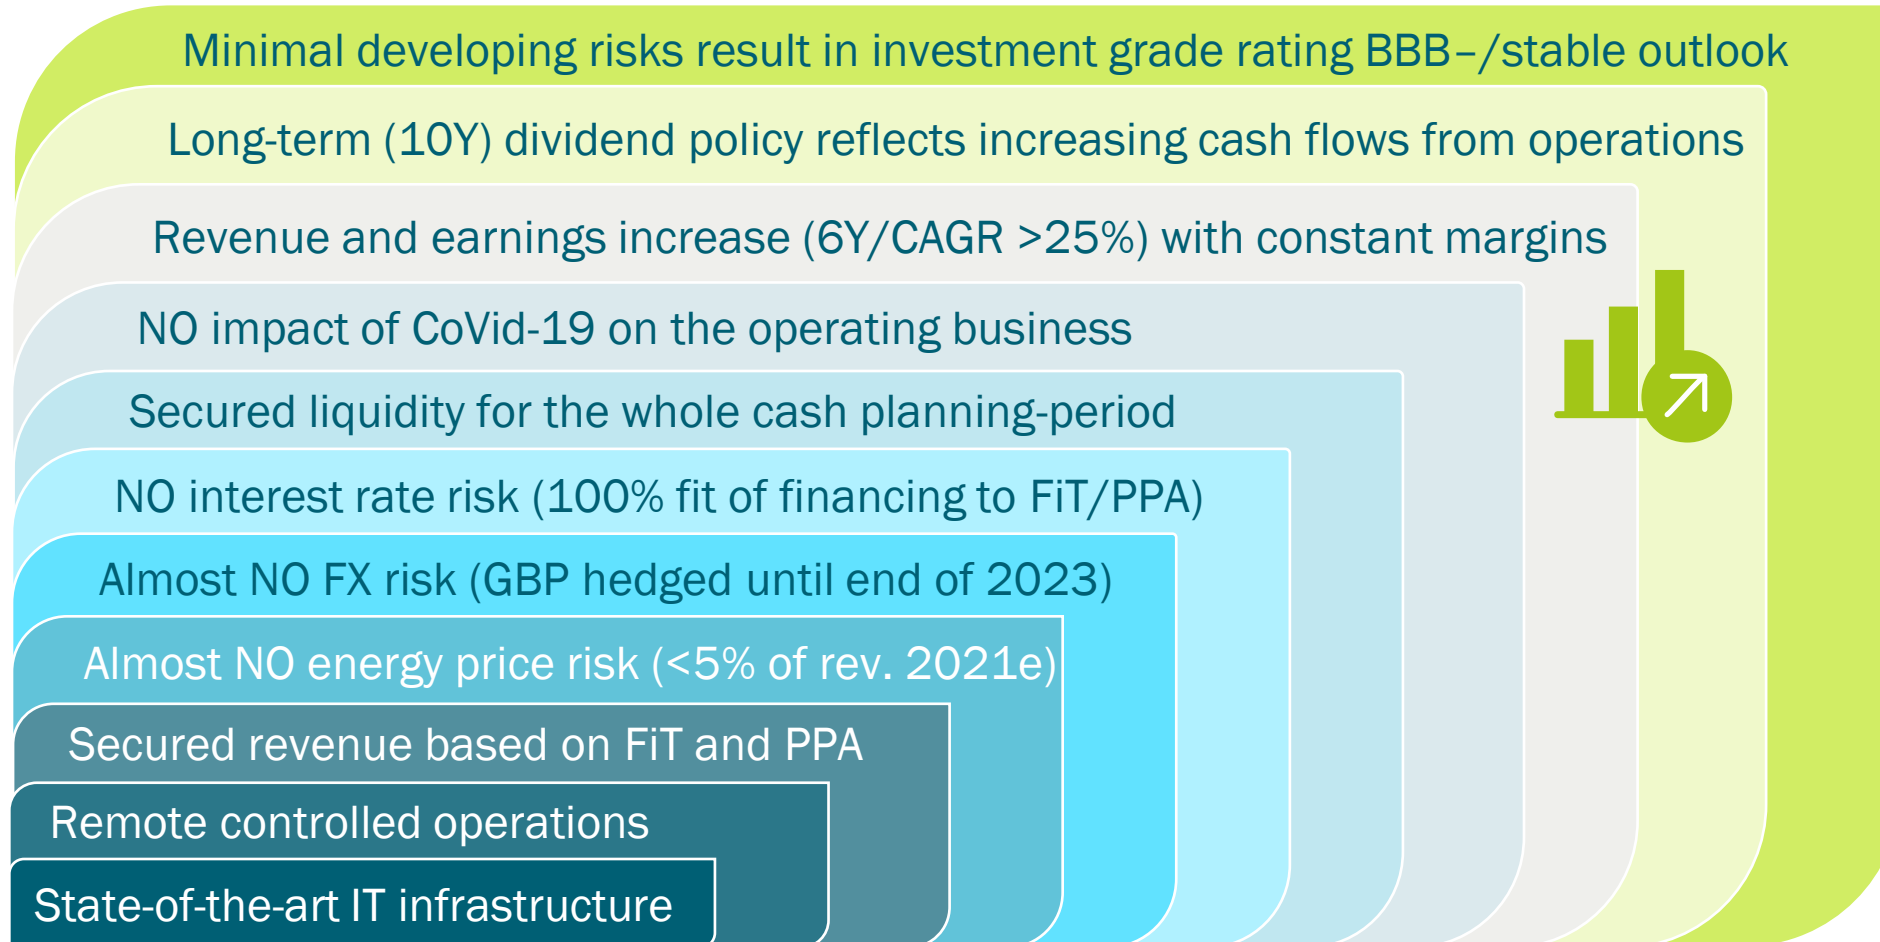 Minimal developing risks result in investment grade rating BBB–/stable outlook
Long-term (10Y) dividend policy reflects increasing cash flows from operations
Revenue and earnings increase (6Y/CAGR >25%) with constant margins
NO impact of CoVid-19 on the operating business
Secured liquidity for the whole cash planning-period
NO interest rate risk (100% fit of financing to FiT/PPA)
Almost NO FX risk (GBP hedged until end of 2023)
Almost NO energy price risk (<5% of rev. 2021e)
Secured revenue based on FiT and PPA
Remote controlled operations
State-of-the-art IT infrastructure